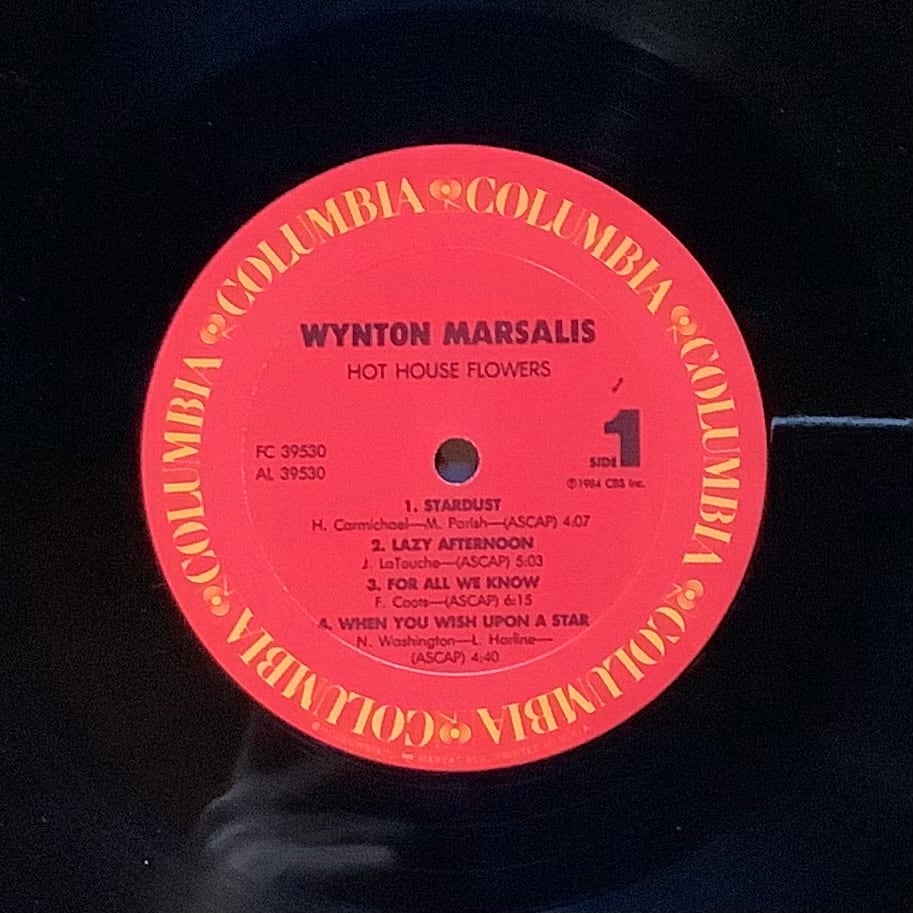 COLUMBIA COLUMBIA COLUMBIA COLUMBIA COLUMBIA COLUMBIA COLUMBIA
WYNTON MARSALIS
HOT HOUSE FLOWERS
FC 39530
AL 39530
SIDE 1
Ⓟ1984 CBS Inc.
1. STARDUST
H. Carmichael—M. Parish—(ASCAP) 4:07
2. LAZY AFTERNOON
J. LaTouche—(ASCAP) 5:03
3. FOR ALL WE KNOW
F. Coots—(ASCAP) 6:15
4. WHEN YOU WISH UPON A STAR
N. Washington—L. Harline—
(ASCAP) 4:40